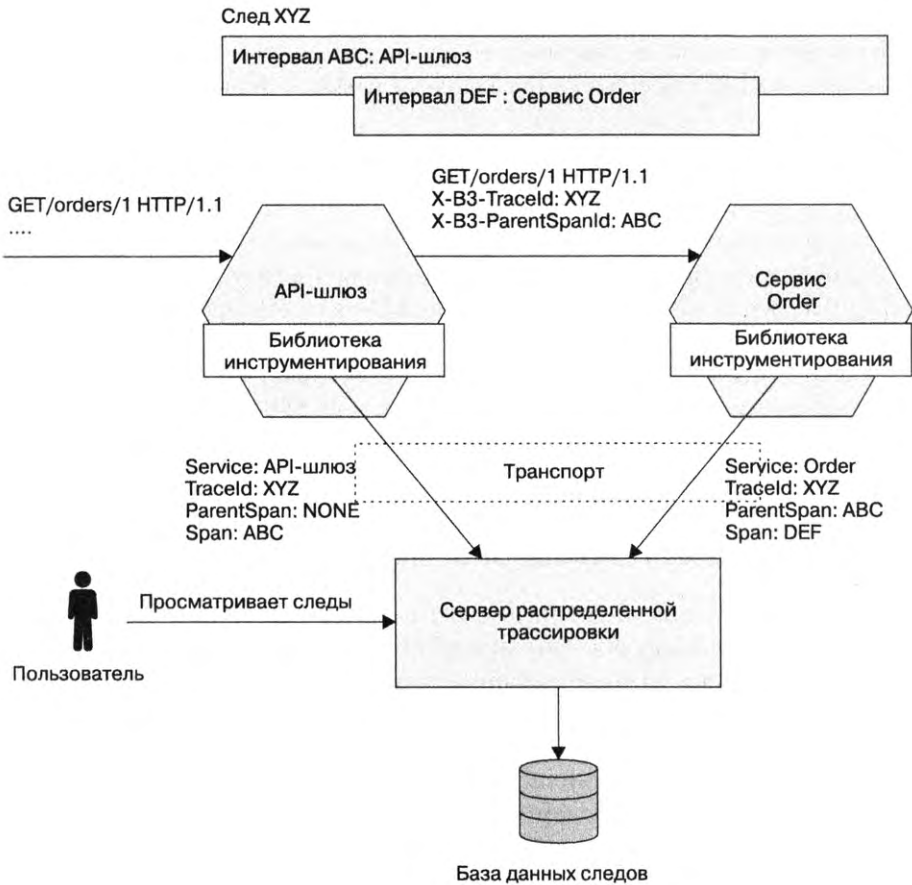 След XYZ
Интервал ABC: API-шлюз
Интервал DEF : Сервис Order
GET/orders/1 HTTP/1.1
....
GET/orders/1 HTTP/1.1
X-B3-TraceId: XYZ
X-B3-ParentSpanId: ABC
API-шлюз
Библиотека
инструментирования
Сервис
Order
Библиотека
инструментирования
Service: API-шлюз
TraceId: XYZ
ParentSpan: NONE
Span: ABC
Транспорт
Service: Order
TraceId: XYZ
ParentSpan: ABC
Span: DEF
Просматривает следы
Пользователь
Сервер распределенной
трассировки
База данных следов